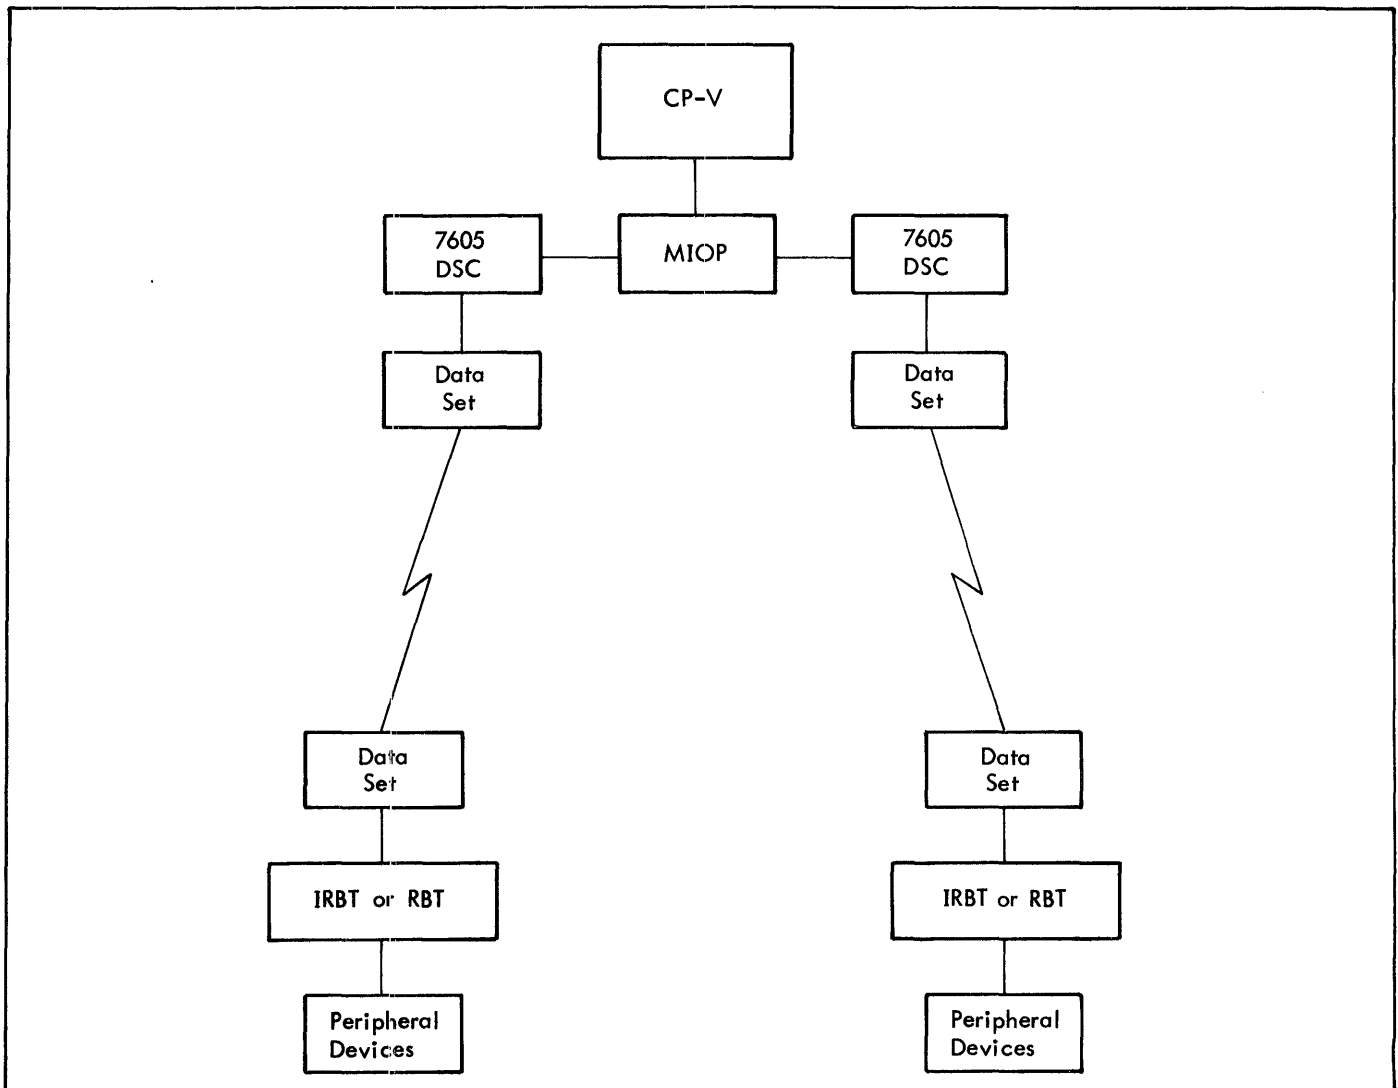 CP-V
7605
DSC
MIOP
7605
DSC
Data
Set
Data
Set
Data
Set
Data
Set
IRBT or RBT
IRBT or RBT
Peripheral
Devices
Peripheral
Devices